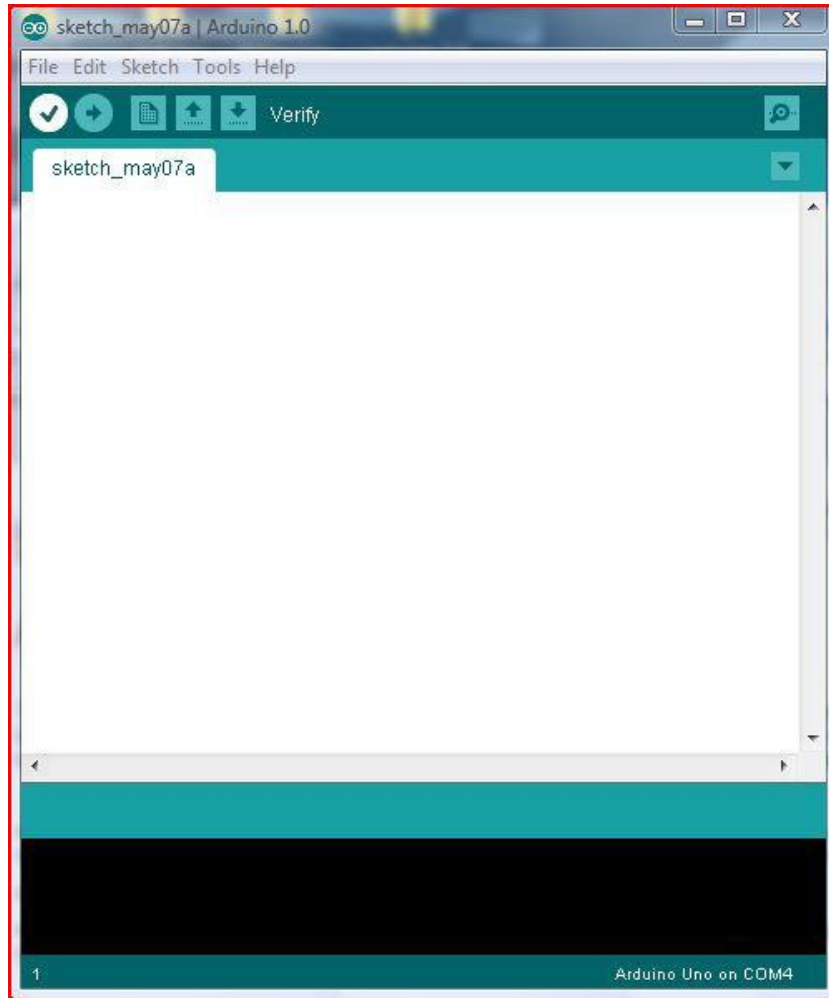 sketch_may07a | Arduino 1.0
File Edit Sketch Tools Help
Verify
sketch_may07a
1
Arduino Uno on COM4